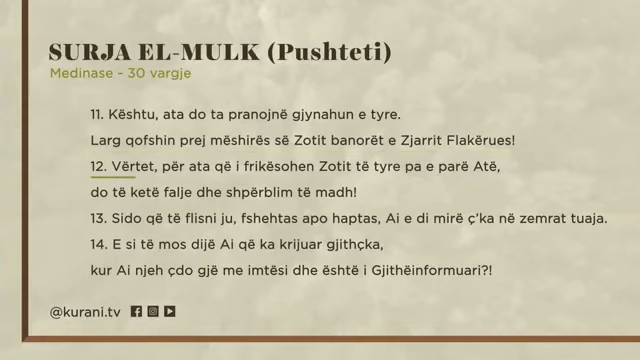 SURJA EL-MULK (Pushteti)
Medinase - 30 vargje
11. Kështu, ata do ta pranojnë gjynahun e tyre.
Larg qofshin prej mëshirës së Zotit banorët e Zjarrit Flakërues!
12. Vërtet, për ata që i frikësohen Zotit të tyre pa e parë Atë,
do të ketë falje dhe shpërblim të madh!
13. Sido që të flisni ju, fshehtas apo haptas, Ai e di mirë ç'ka në zemrat tuaja.
14. E si të mos dijë Ai që ka krijuar gjithçka,
kur Ai njeh çdo gjë me imtësi dhe është i Gjithëinformuari?!
@kurani.tv